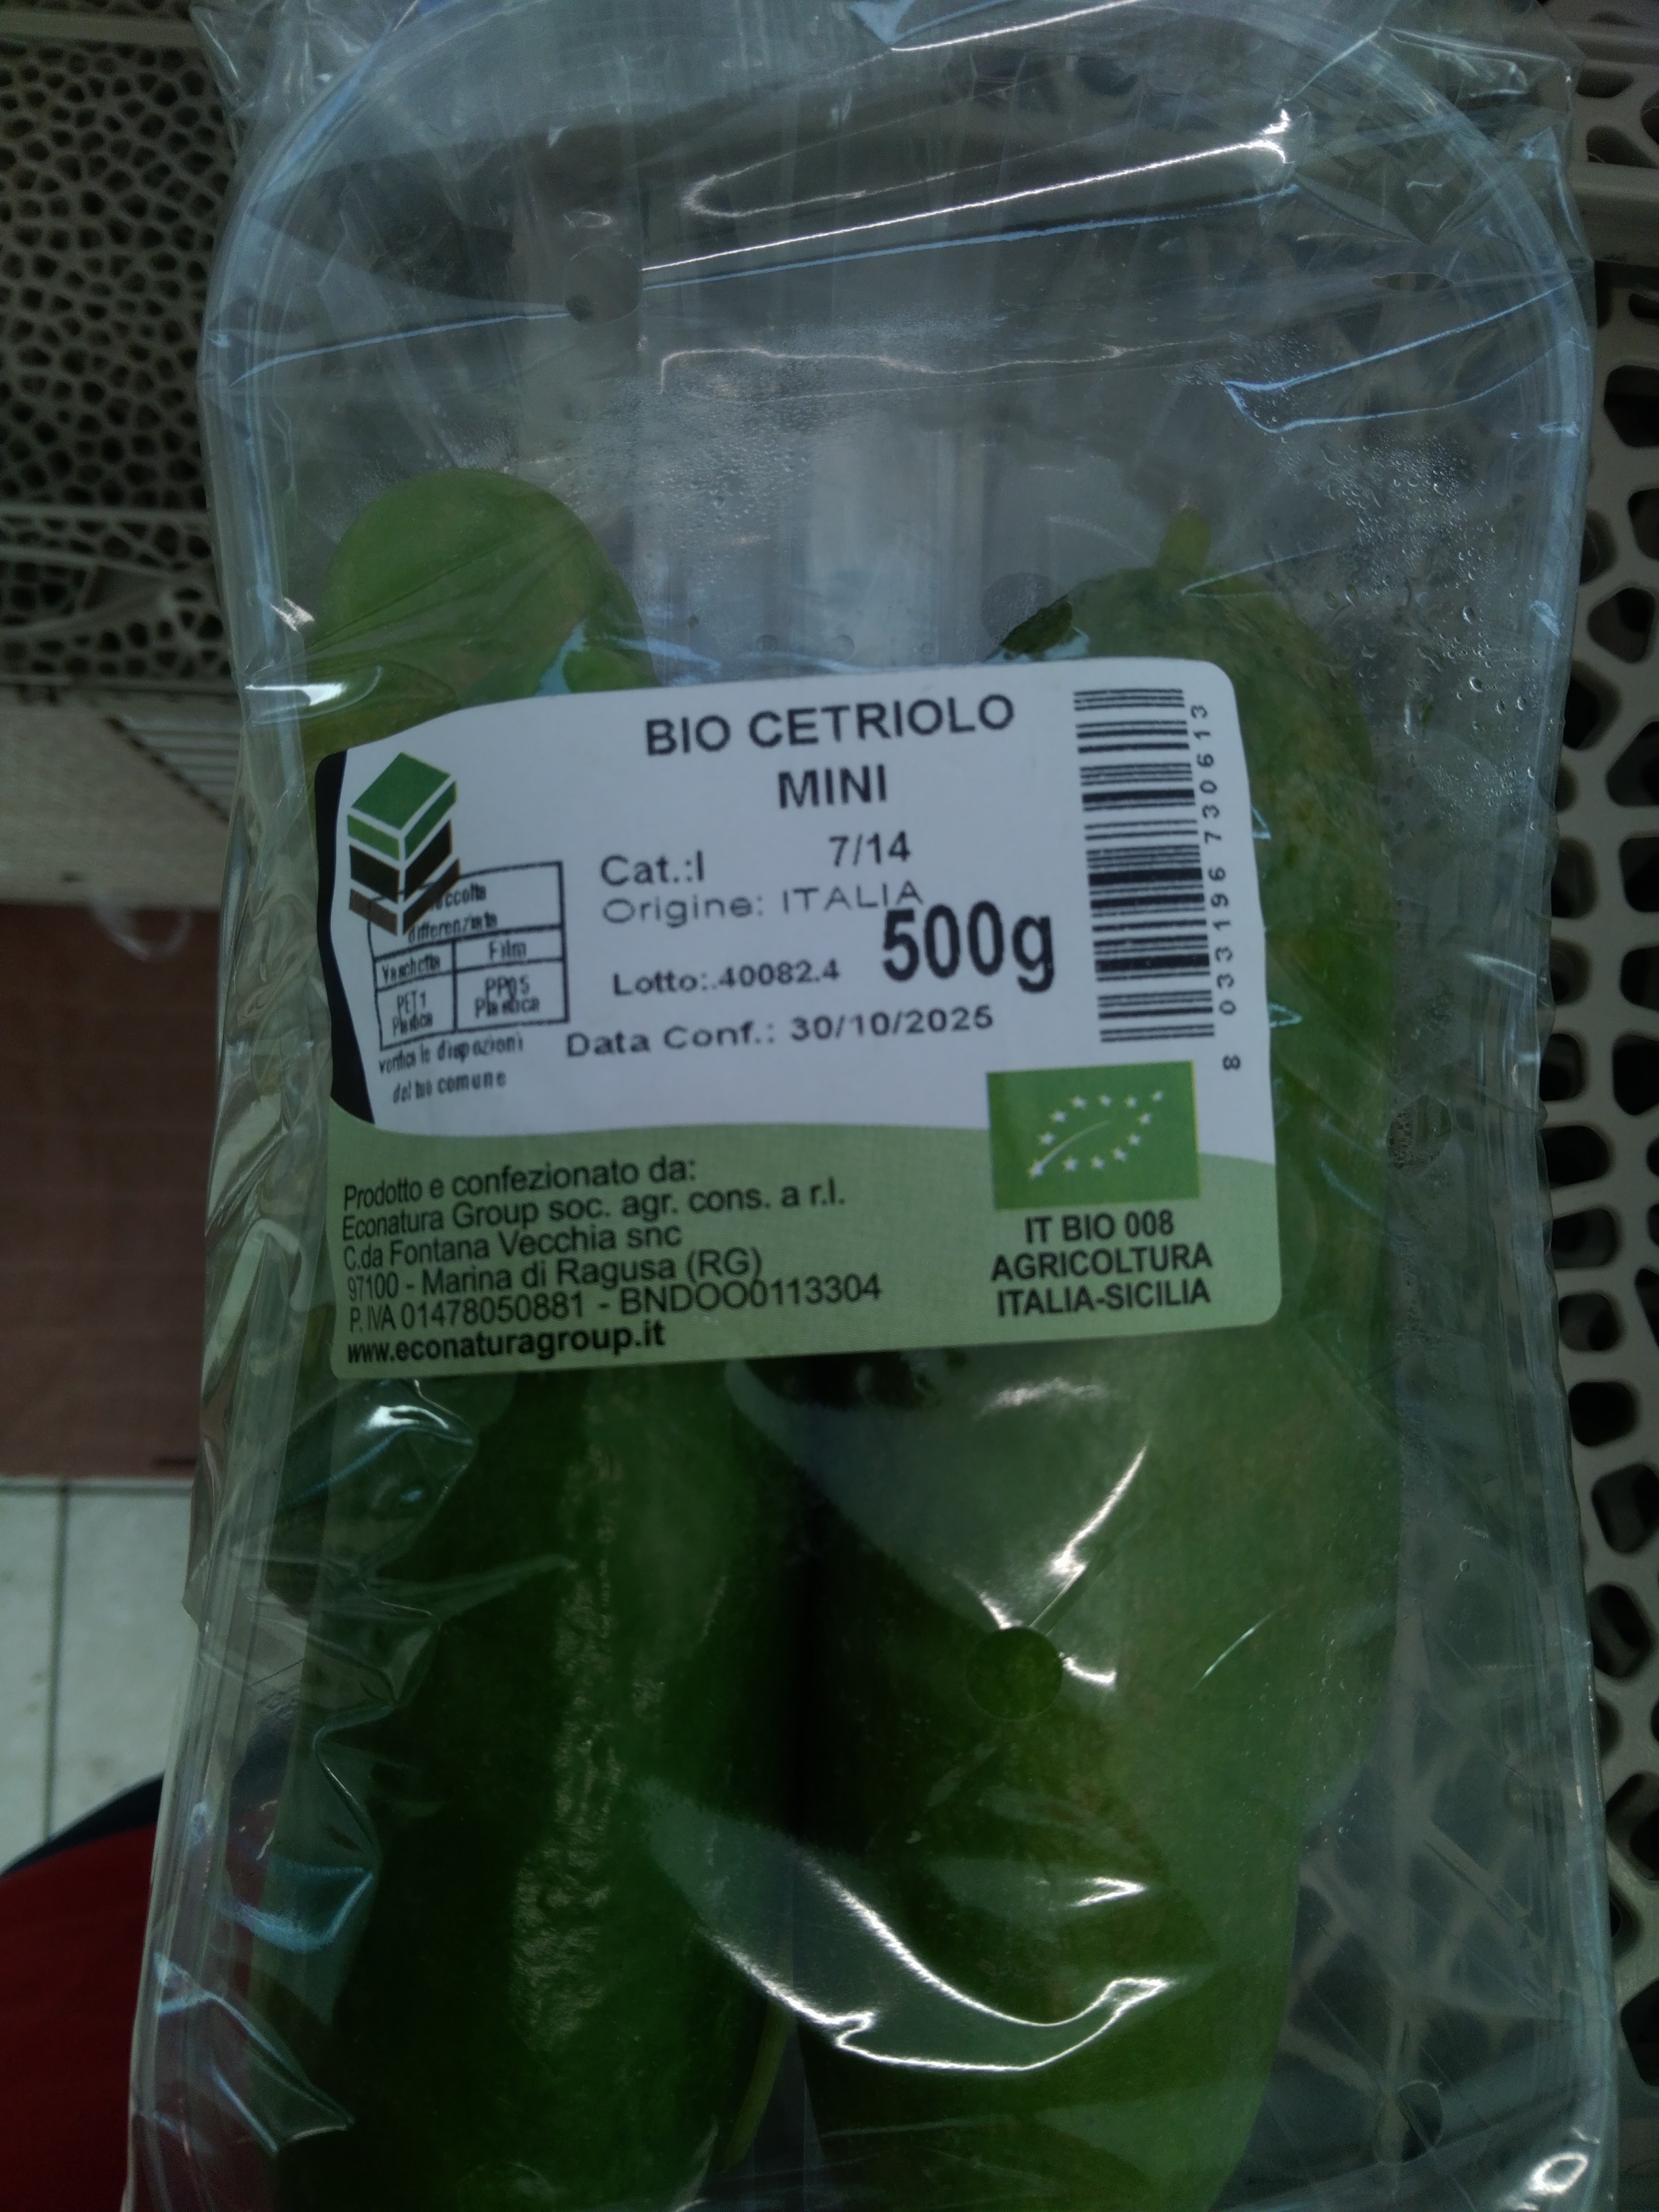 BIO CETRIOLO
MINI
Cat.:I 7/14
Origine: ITALIA
500g
Lotto:.40082.4
Data Conf.: 30/10/2025
8 033196 730613
ccolta
differenziata
Vaschetta Film
PET1 PP05
Plastica Plastica
verifica le disposizioni
del tuo comune
Prodotto e confezionato da:
Econatura Group soc. agr. cons. a r.l.
C.da Fontana Vecchia snc
97100 - Marina di Ragusa (RG)
P. IVA 01478050881 - BNDOO0113304
www.econaturagroup.it
IT BIO 008
AGRICOLTURA
ITALIA-SICILIA